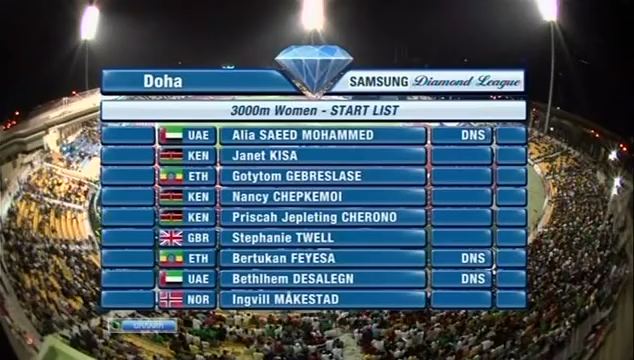 Doha
SAMSUNG Diamond League
3000m Women - START LIST
UAE Alia SAEED MOHAMMED DNS
KEN Janet KISA
ETH Gotytom GEBRESLASE
KEN Nancy CHEPKEMOI
KEN Priscah Jepleting CHERONO
GBR Stephanie TWELL
ETH Bertukan FEYESA DNS
UAE Bethlhem DESALEGN DNS
NOR Ingvill MÅKESTAD